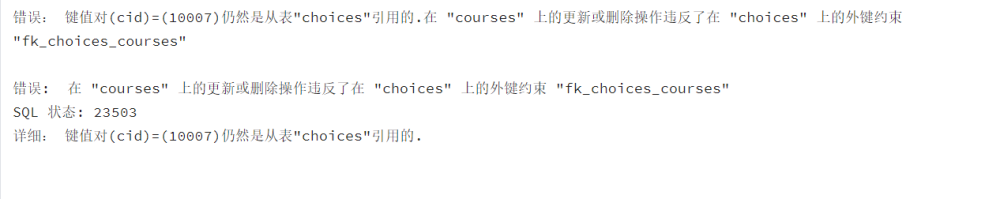 错误： 键值对(cid)=(10007)仍然是从表"choices"引用的.在 "courses" 上的更新或删除操作违反了在 "choices" 上的外键约束
"fk_choices_courses"
错误： 在 "courses" 上的更新或删除操作违反了在 "choices" 上的外键约束 "fk_choices_courses"
SQL 状态: 23503
详细： 键值对(cid)=(10007)仍然是从表"choices"引用的.